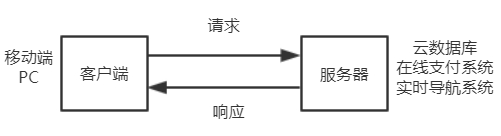 请求
移动端
PC
客户端
服务器
云数据库
在线支付系统
实时导航系统
响应